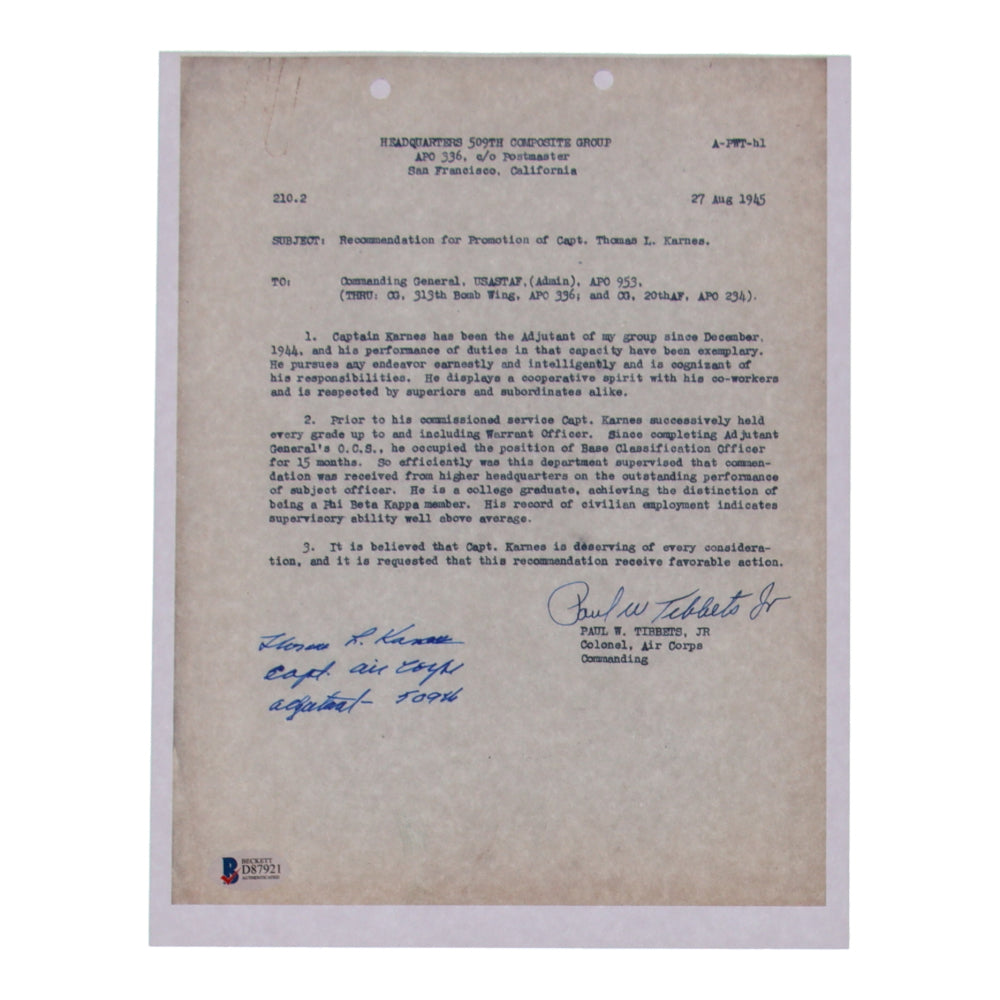 HEADQUARTERS 509TH COMPOSITE GROUP
A-PWT-hl
APO 336, c/o Postmaster
San Francisco, California
210.2
27 Aug 1945
SUBJECT: Recommendation for Promotion of Capt. Thomas L. Karnes.
TO: Commanding General, USASTAF,(Admin), APO 953.
(THRU: CG, 313th Bomb Wing, APO 336; and CG, 20thAF, APO 234).
1. Captain Karnes has been the Adjutant of my group since December,
1944, and his performance of duties in that capacity have been exemplary.
He pursues any endeavor earnestly and intelligently and is cognizant of
his responsibilities. He displays a cooperative spirit with his co-workers
and is respected by superiors and subordinates alike.
2. Prior to his commissioned service Capt. Karnes successively held
every grade up to and including Warrant Officer. Since completing Adjutant
General's O.C.S., he occupied the position of Base Classification Officer
for 15 months. So efficiently was this department supervised that commen-
dation was received from higher headquarters on the outstanding performance
of subject officer. He is a college graduate, achieving the distinction of
being a Phi Beta Kappa member. His record of civilian employment indicates
supervisory ability well above average.
3. It is believed that Capt. Karnes is deserving of every considera-
tion, and it is requested that this recommendation receive favorable action.
Paul W Tibbets Jr
PAUL W. TIBBETS, JR
Colonel, Air Corps
Commanding
Thomas L. Karnes
Capt. Air Corps
adjutant - 509th
BECKETT
D87921
AUTHENTICATED